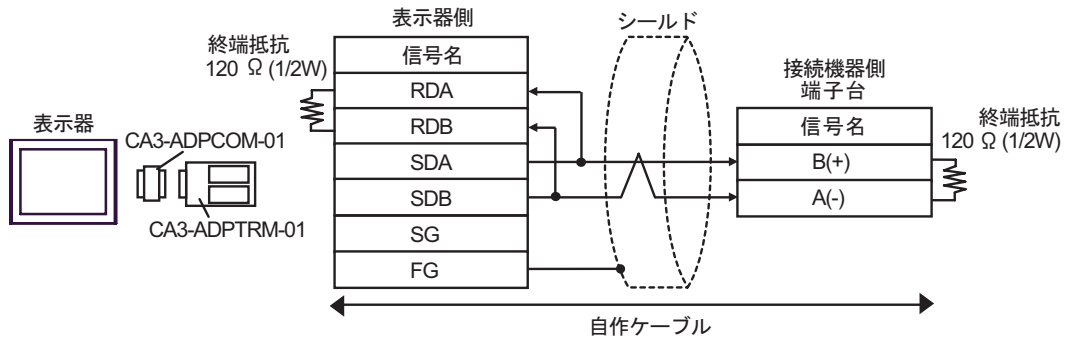 表示器側
シールド
終端抵抗
120 Ω (1/2W)
信号名
RDA
RDB
SDA
SDB
SG
FG
表示器
CA3-ADPCOM-01
CA3-ADPTRM-01
接続機器側
端子台
信号名
B(+)
A(-)
終端抵抗
120 Ω (1/2W)
自作ケーブル